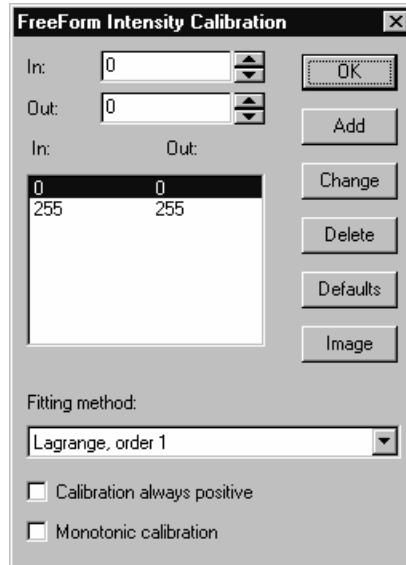 FreeForm Intensity Calibration
In: 0
Out: 0
In: Out:
0 0
255 255
OK
Add
Change
Delete
Defaults
Image
Fitting method:
Lagrange, order 1
Calibration always positive
Monotonic calibration